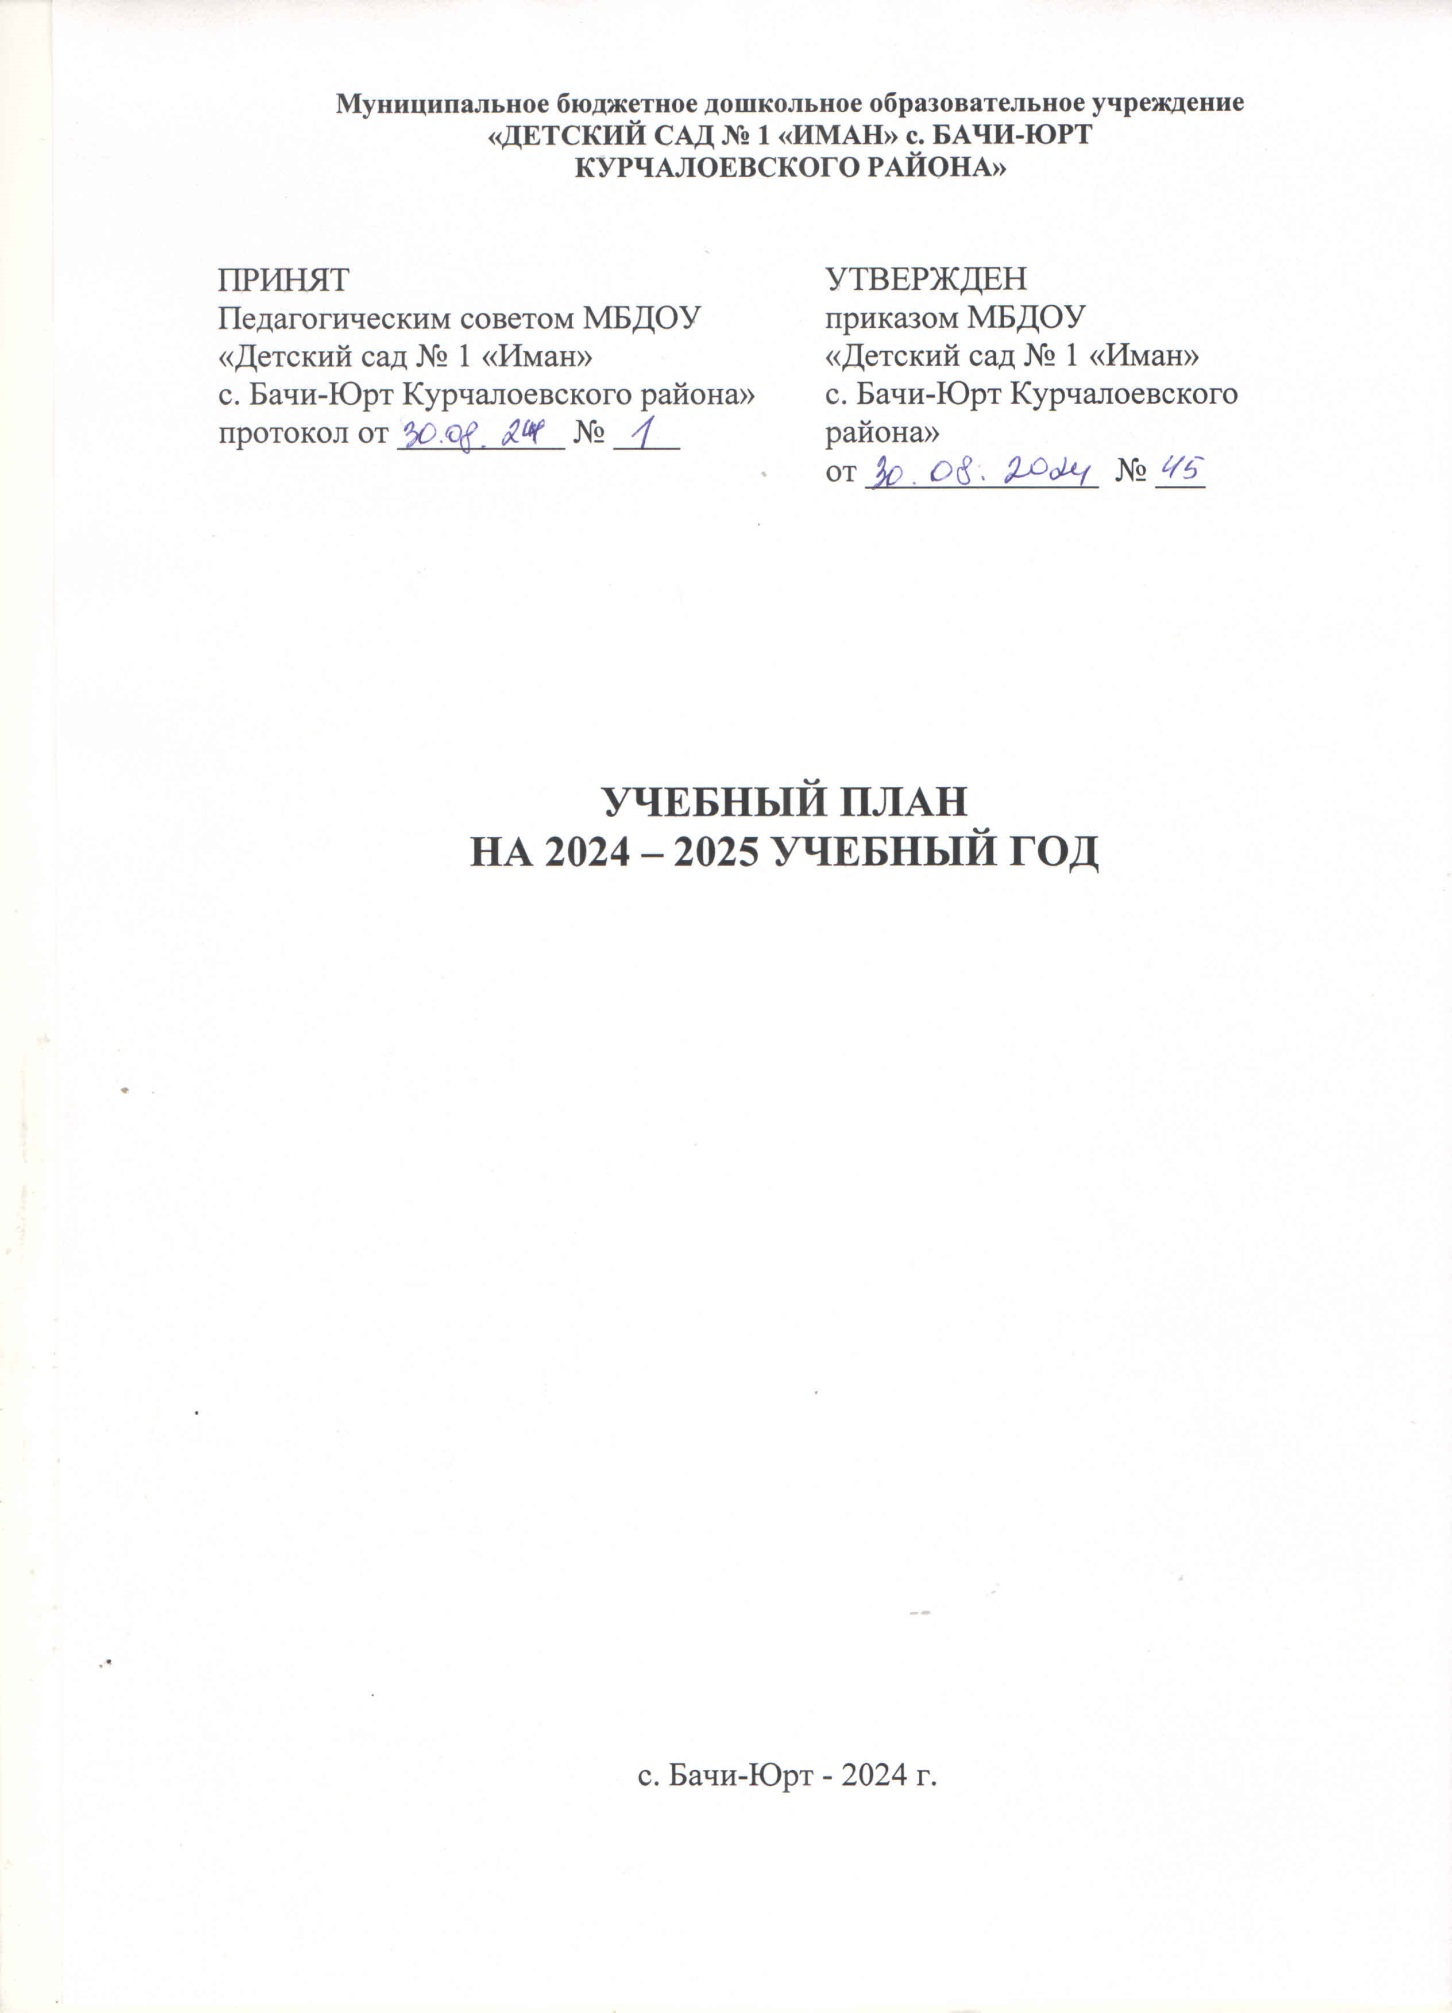 Муниципальное бюджетное дошкольное образовательное учреждение
«ДЕТСКИЙ САД № 1 «ИМАН» с. БАЧИ-ЮРТ
КУРЧАЛОЕВСКОГО РАЙОНА»
ПРИНЯТ
Педагогическим советом МБДОУ
«Детский сад № 1 «Иман»
с. Бачи-Юрт Курчалоевского района»
протокол от 30.08.24 № 1
УТВЕРЖДЕН
приказом МБДОУ
«Детский сад № 1 «Иман»
с. Бачи-Юрт Курчалоевского
района»
от 30.08.2024 № 45
УЧЕБНЫЙ ПЛАН
НА 2024 – 2025 УЧЕБНЫЙ ГОД
с. Бачи-Юрт - 2024 г.